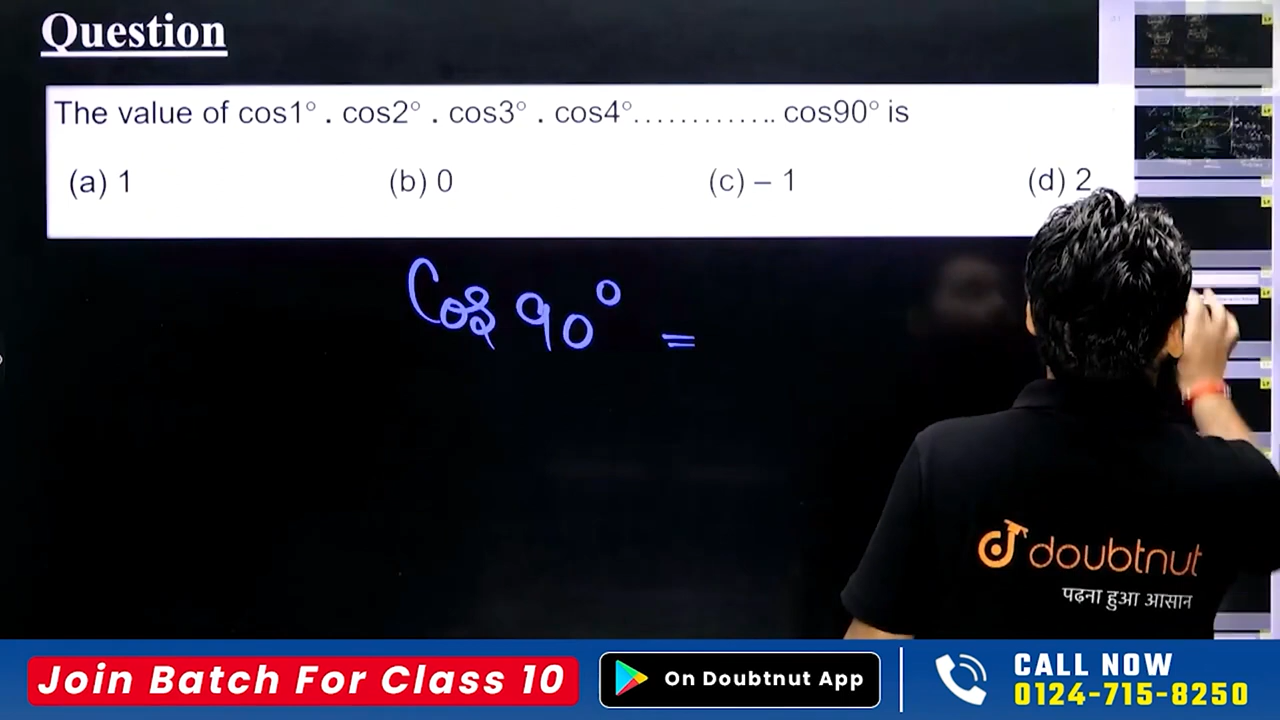 Question
The value of cos1° . cos2° . cos3° . cos4°.............. cos90° is
(a) 1 (b) 0 (c) – 1 (d) 2
Cos 90° =
doubtnut
पढ़ना हुआ आसान
Join Batch For Class 10
On Doubtnut App
CALL NOW
0124-715-8250